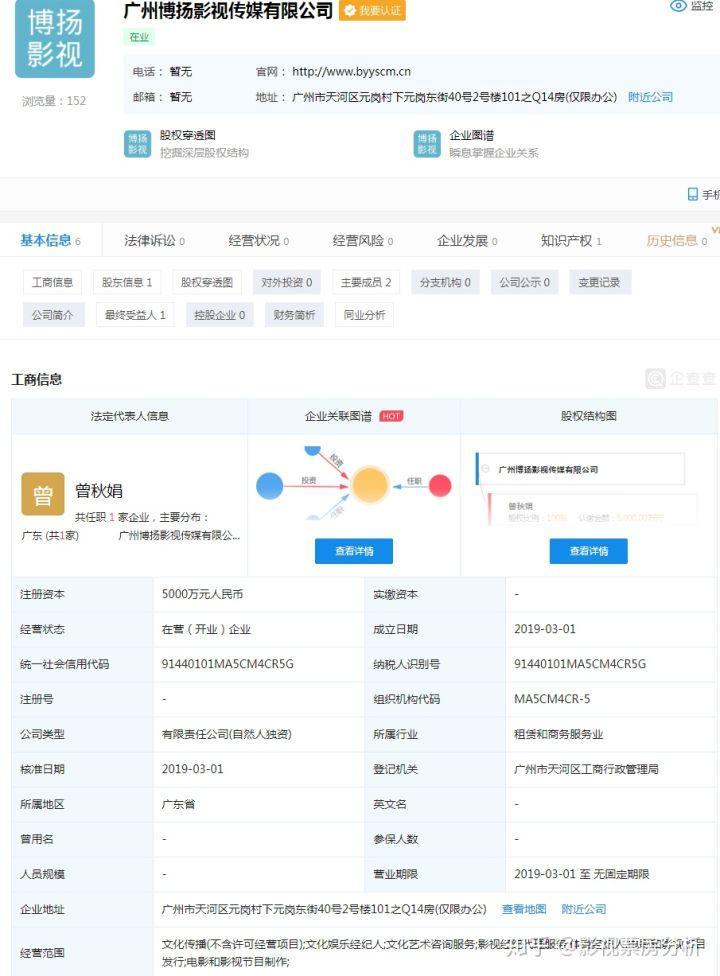 博扬
影视
广州博扬影视传媒有限公司 我要认证 监控
在业
浏览量：152
电话： 暂无 官网： http://www.byyscm.cn
邮箱： 暂无 地址： 广州市天河区元岗村下元岗东街40号2号楼101之Q14房(仅限办公) 附近公司
博扬影视 股权穿透图 博扬影视 企业图谱
挖掘深层股权结构 瞬息掌握企业关系
手机
基本信息 6 法律诉讼 0 经营状况 0 经营风险 0 企业发展 0 知识产权 1 历史信息 0
工商信息 股东信息 1 股权穿透图 对外投资 0 主要成员 2 分支机构 0 公司公示 0 变更记录
公司简介 最终受益人 1 控股企业 0 财务简析 同业分析
工商信息 企查查
法定代表人信息 企业关联图谱 HOT 股权结构图
曾 曾秋娟
共任职 1 家企业，主要分布：
广东 (共1家) 广州博扬影视传媒有限公...
投资 投资 任职 任职
查看详情
广州博扬影视传媒有限公司
曾秋娟
股权比例：100% 认缴金额：5,000.00万元
查看详情
注册资本 5000万元人民币 实缴资本 -
经营状态 在营（开业）企业 成立日期 2019-03-01
统一社会信用代码 91440101MA5CM4CR5G 纳税人识别号 91440101MA5CM4CR5G
注册号 - 组织机构代码 MA5CM4CR-5
公司类型 有限责任公司(自然人独资) 所属行业 租赁和商务服务业
核准日期 2019-03-01 登记机关 广州市天河区工商行政管理局
所属地区 广东省 英文名 -
曾用名 - 参保人数 -
人员规模 - 营业期限 2019-03-01 至 无固定期限
企业地址 广州市天河区元岗村下元岗东街40号2号楼101之Q14房(仅限办公) 查看地图 附近公司
经营范围 文化传播(不含许可经营项目);文化娱乐经纪人;文化艺术咨询服务;影视经纪代理服务
发行;电影和影视节目制作;
知乎 @影视票房分析